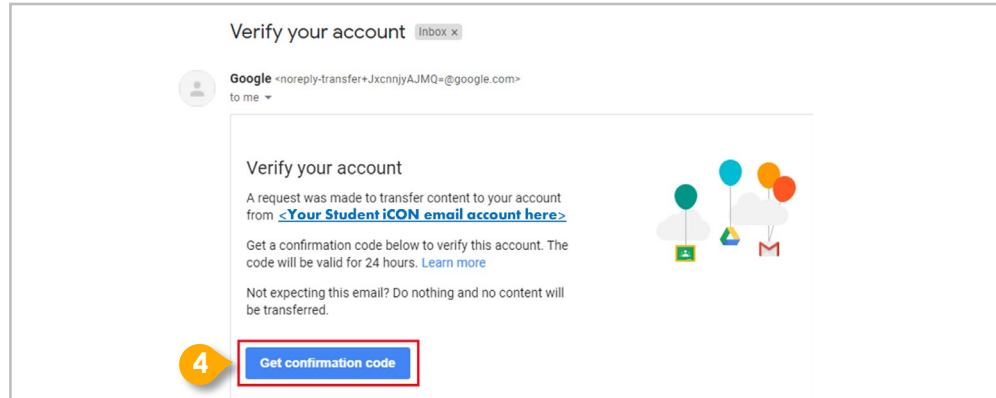 Verify your account Inbox x
Google <noreply-transfer+JxcnnjyAJMQ=@google.com>
to me
Verify your account
A request was made to transfer content to your account
from <Your Student iCON email account here>
Get a confirmation code below to verify this account. The
code will be valid for 24 hours. Learn more
Not expecting this email? Do nothing and no content will
be transferred.
4
Get confirmation code